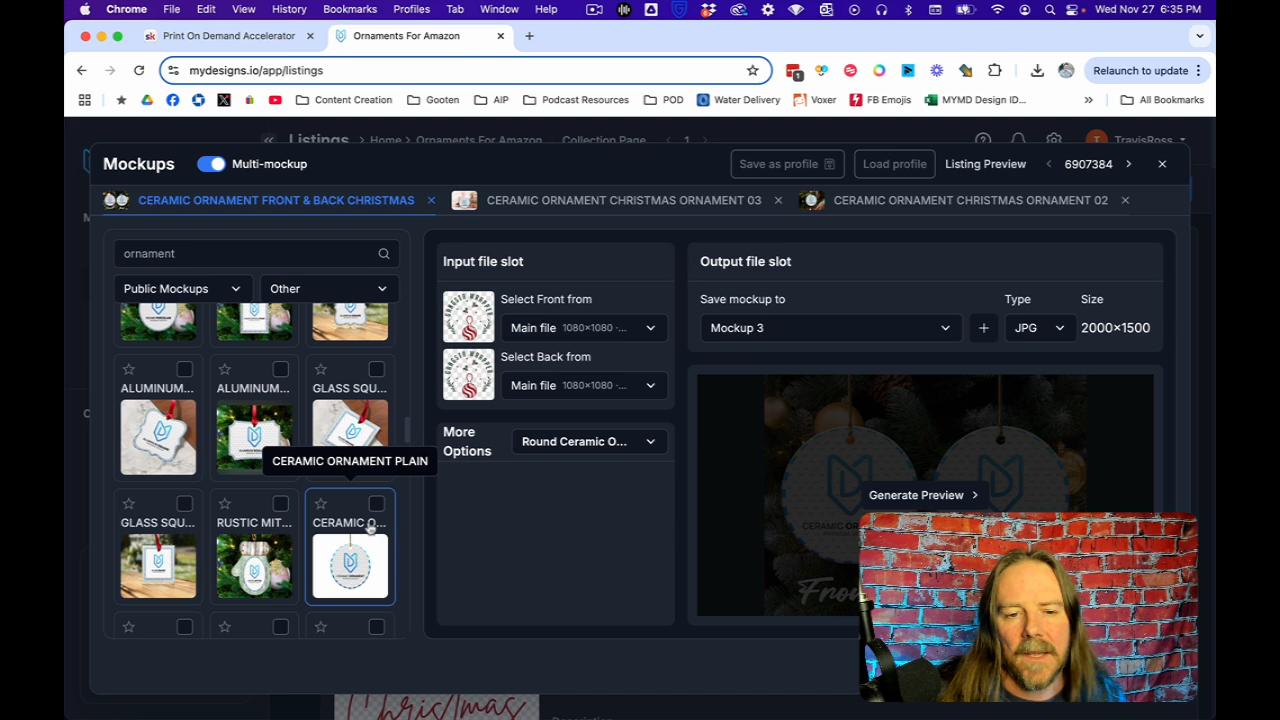 Chrome File Edit View History Bookmarks Profiles Tab Window Help Wed Nov 27 6:35 PM
Print On Demand Accelerator Ornaments For Amazon
mydesigns.io/app/listings Relaunch to update
Content Creation Gooten AIP Podcast Resources POD Water Delivery Voxer FB Emojis MYMD Design ID... All Bookmarks
Listings Home Ornaments For Amazon Collection Page 1 TravisRoss
Mockups Multi-mockup Save as profile Load profile Listing Preview 6907384
CERAMIC ORNAMENT FRONT & BACK CHRISTMAS CERAMIC ORNAMENT CHRISTMAS ORNAMENT 03 CERAMIC ORNAMENT CHRISTMAS ORNAMENT 02
ornament
Public Mockups Other
ALUMINUM... ALUMINUM... GLASS SQU...
CERAMIC ORNAMENT PLAIN
GLASS SQU... RUSTIC MIT... CERAMIC O...
Input file slot
Select Front from
Main file 1080×1080 ·...
Select Back from
Main file 1080×1080 ·...
More Options Round Ceramic O...
Output file slot
Save mockup to Type Size
Mockup 3 JPG 2000×1500
Generate Preview
Christmas